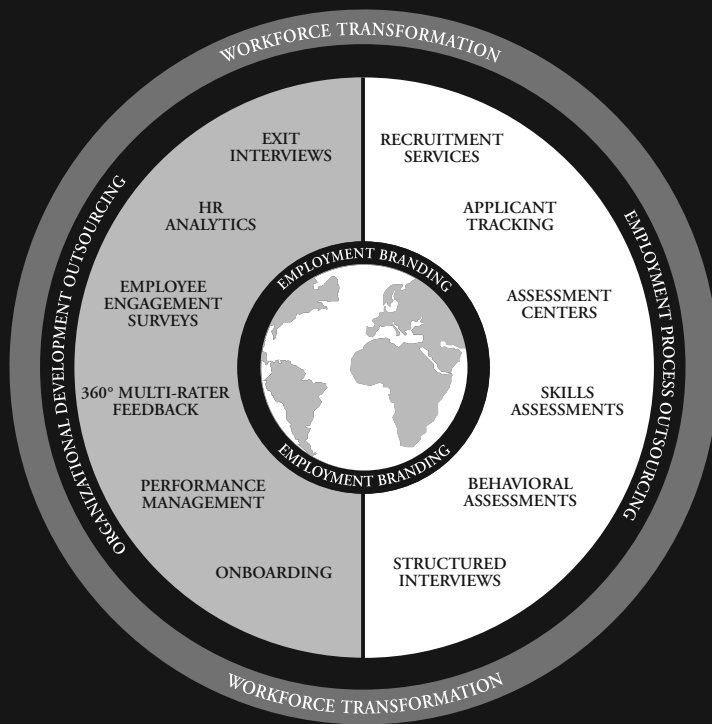 WORKFORCE TRANSFORMATION
ORGANIZATIONAL DEVELOPMENT OUTSOURCING
EXIT
INTERVIEWS
HR
ANALYTICS
EMPLOYEE
ENGAGEMENT
SURVEYS
360° MULTI-RATER
FEEDBACK
PERFORMANCE
MANAGEMENT
ONBOARDING
EMPLOYMENT BRANDING
EMPLOYMENT BRANDING
RECRUITMENT
SERVICES
APPLICANT
TRACKING
ASSESSMENT
CENTERS
SKILLS
ASSESSMENTS
BEHAVIORAL
ASSESSMENTS
STRUCTURED
INTERVIEWS
EMPLOYMENT PROCESS OUTSOURCING
WORKFORCE TRANSFORMATION